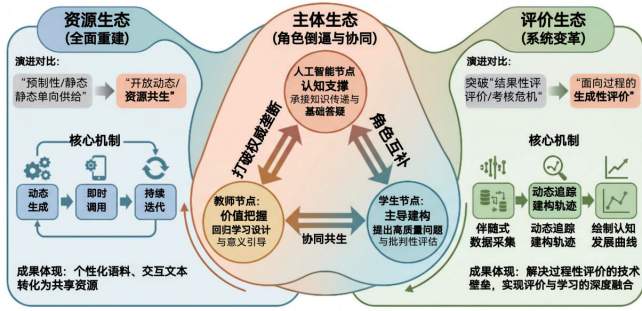 资源生态
（全面重建）
演进对比：
“预制性/静态
静态单向供给”
“开放动态/
资源共生”
核心机制
动态
生成
即时
调用
持续
迭代
成果体现：个性化语料、交互文本
转化为共享资源
主体生态
（角色倒逼与协同）
人工智能节点
认知支撑
承接知识传递与
基础答疑
打破权威垄断
角色互补
教师节点：
价值把握
回归学习设计
与意义引导
协同共生
学生节点：
主导建构
提出高质量问题
与批判性评估
评价生态
（系统变革）
演进对比：
突破“结果性评
评价/考核危机”
“面向过程的
生成性评价”
核心机制
伴随式
数据采集
动态追踪
建构轨迹
动态追踪
建构轨迹
绘制认知
发展曲线
成果体现：解决过程性评价的技术
壁垒，实现评价与学习的深度融合